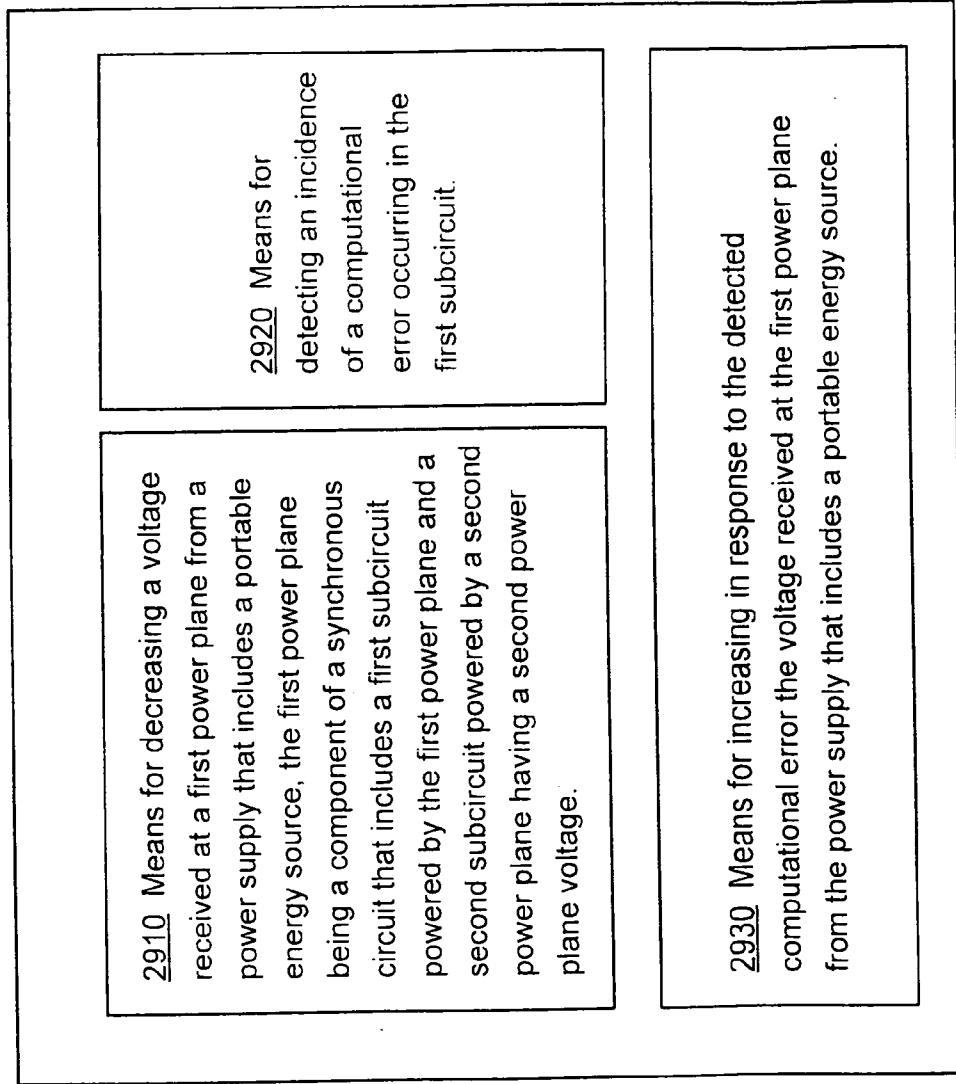 2910 Means for decreasing a voltage
received at a first power plane from a
power supply that includes a portable
energy source, the first power plane
being a component of a synchronous
circuit that includes a first subcircuit
powered by the first power plane and a
second subcircuit powered by a second
power plane having a second power
plane voltage.
2920 Means for
detecting an incidence
of a computational
error occurring in the
first subcircuit.
2930 Means for increasing in response to the detected
computational error the voltage received at the first power plane
from the power supply that includes a portable energy source.